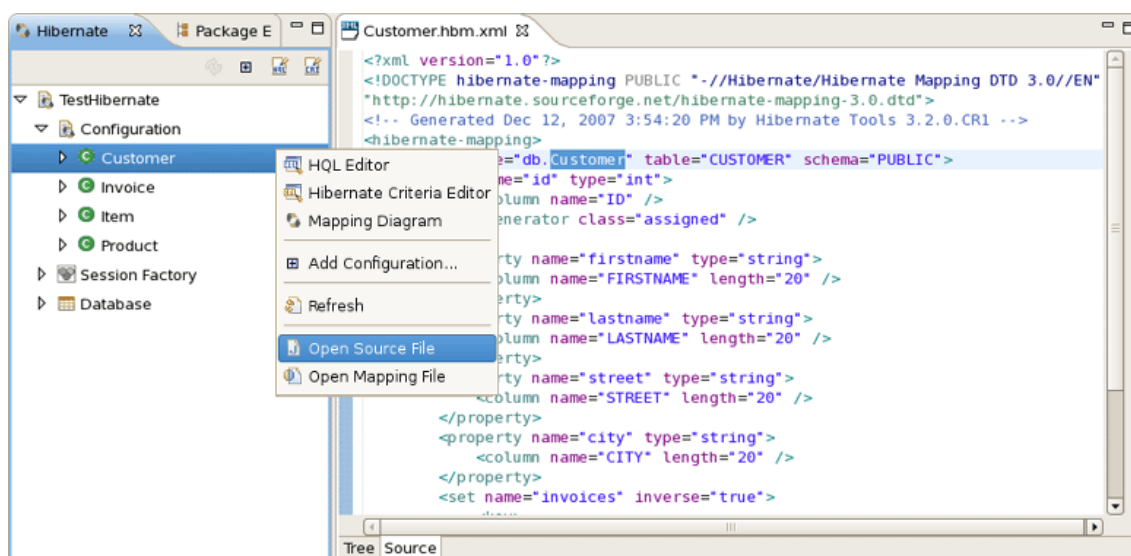 Hibernate
Package E
Customer.hbm.xml
TestHibernate
Configuration
Customer
Invoice
Item
Product
Session Factory
Database
HQL Editor
Hibernate Criteria Editor
Mapping Diagram
Add Configuration...
Refresh
Open Source File
Open Mapping File
<?xml version="1.0"?>
<!DOCTYPE hibernate-mapping PUBLIC "-//Hibernate/Hibernate Mapping DTD 3.0//EN"
"http://hibernate.sourceforge.net/hibernate-mapping-3.0.dtd">
<!-- Generated Dec 12, 2007 3:54:20 PM by Hibernate Tools 3.2.0.CR1 -->
<hibernate-mapping>
="db.Customer" table="CUSTOMER" schema="PUBLIC">
me="id" type="int">
olumn name="ID" />
enerator class="assigned" />
rty name="firstname" type="string">
olumn name="FIRSTNAME" length="20" />
erty>
rty name="lastname" type="string">
olumn name="LASTNAME" length="20" />
erty>
rty name="street" type="string">
<column name="STREET" length="20" />
</property>
<property name="city" type="string">
<column name="CITY" length="20" />
</property>
<set name="invoices" inverse="true">
Tree
Source